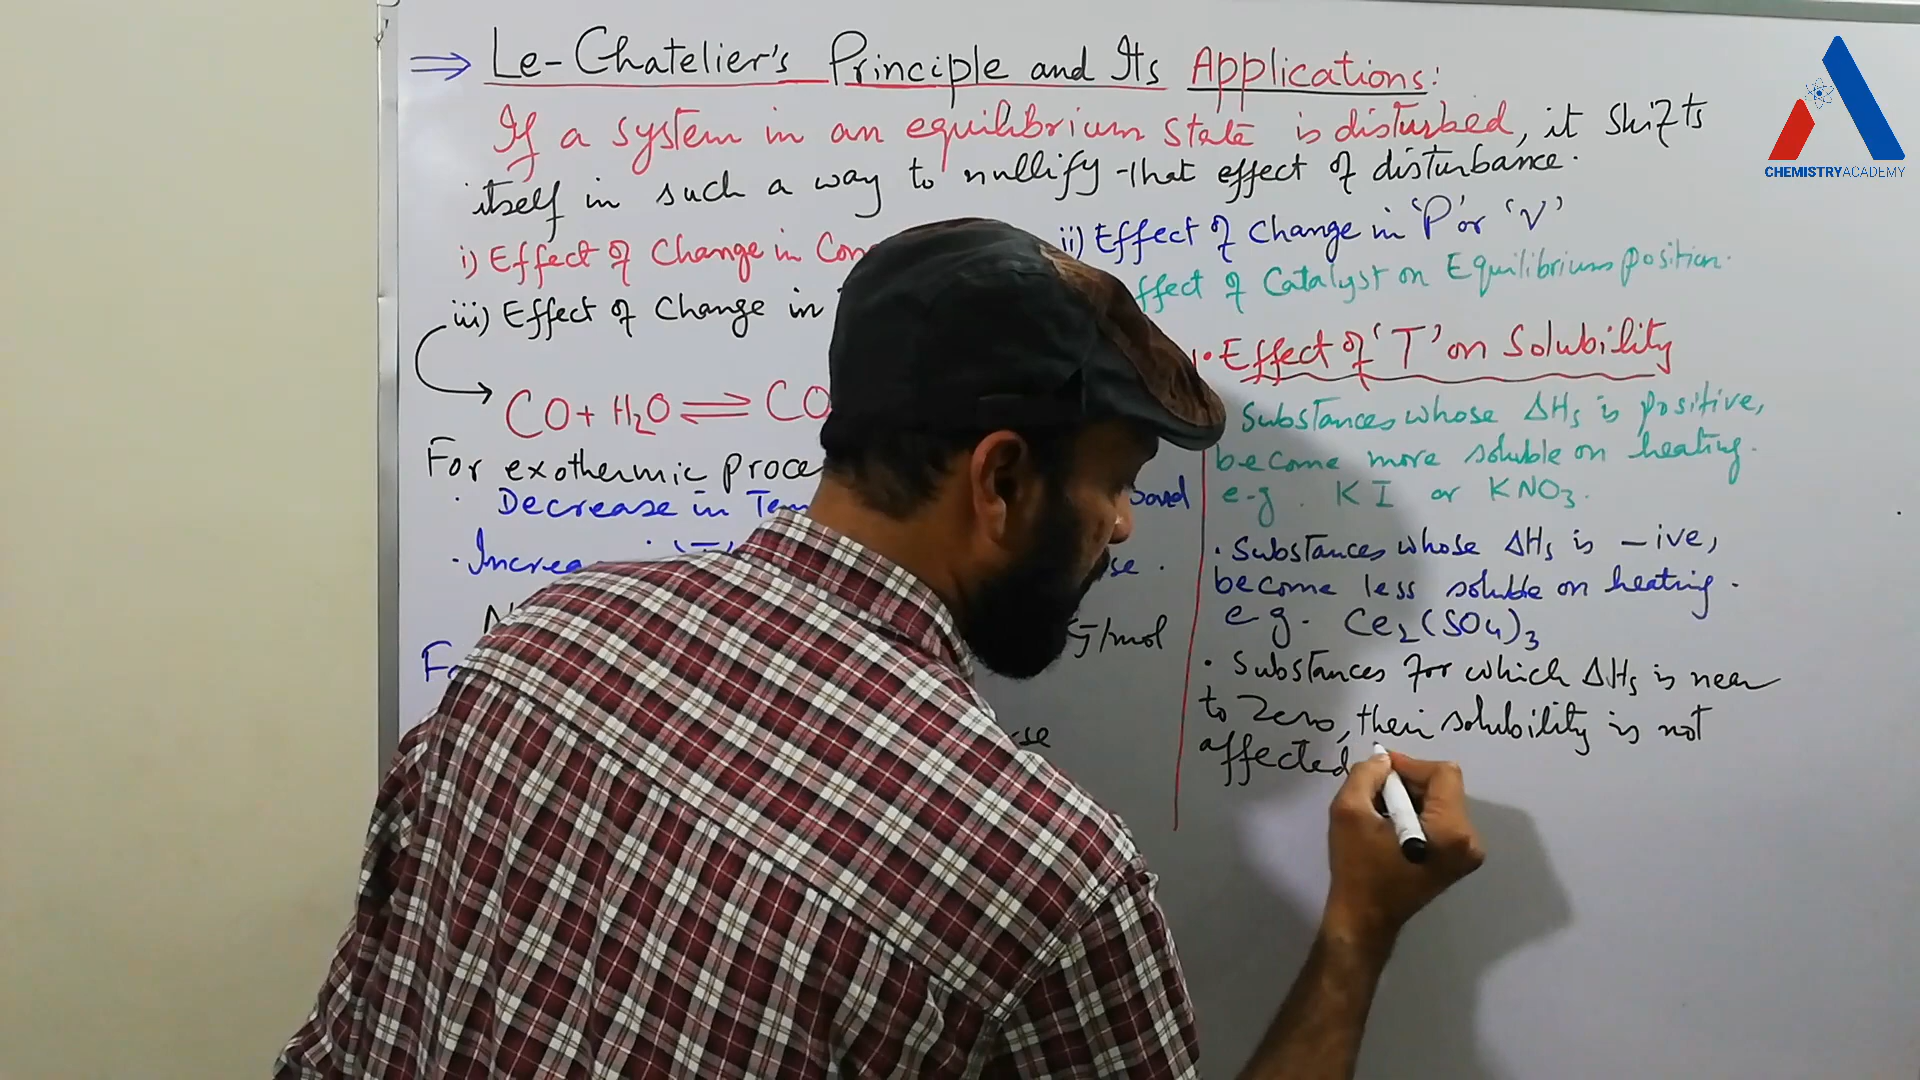 ⇒ Le-Chatelier's Principle and Its Applications:
If a system in an equilibrium state is disturbed, it shifts
itself in such a way to nullify that effect of disturbance.
i) Effect of Change in Con
ii) Effect of Change in 'P' or 'V'
iii) Effect of Change in
ffect of Catalyst on Equilibrium position.
CO + H₂O ⇌ CO
For exothermic proce
· Decrease in Tem
· Increa
KJ/mol
• Effect of 'T' on Solubility
Substances whose ΔHs is positive,
become more soluble on heating.
e.g. KI or KNO₃.
· Substances whose ΔHs is -ive,
become less soluble on heating.
e.g. Ce₂(SO₄)₃
· Substances for which ΔHs is near
to zero, their solubility is not
affected
CHEMISTRYACADEMY